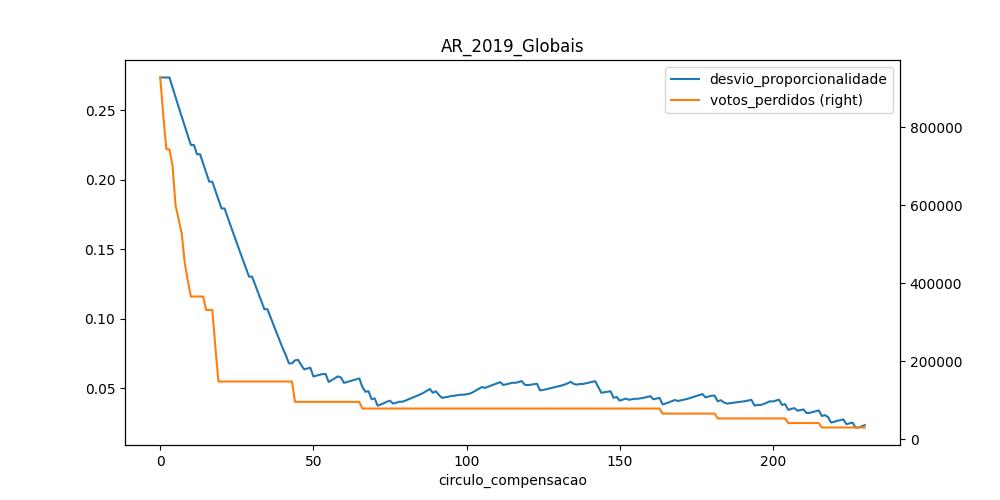 AR_2019_Globais
desvio_proporcionalidade
votos_perdidos (right)
0.25
0.20
0.15
0.10
0.05
800000
600000
400000
200000
0
0 50 100 150 200
circulo_compensacao